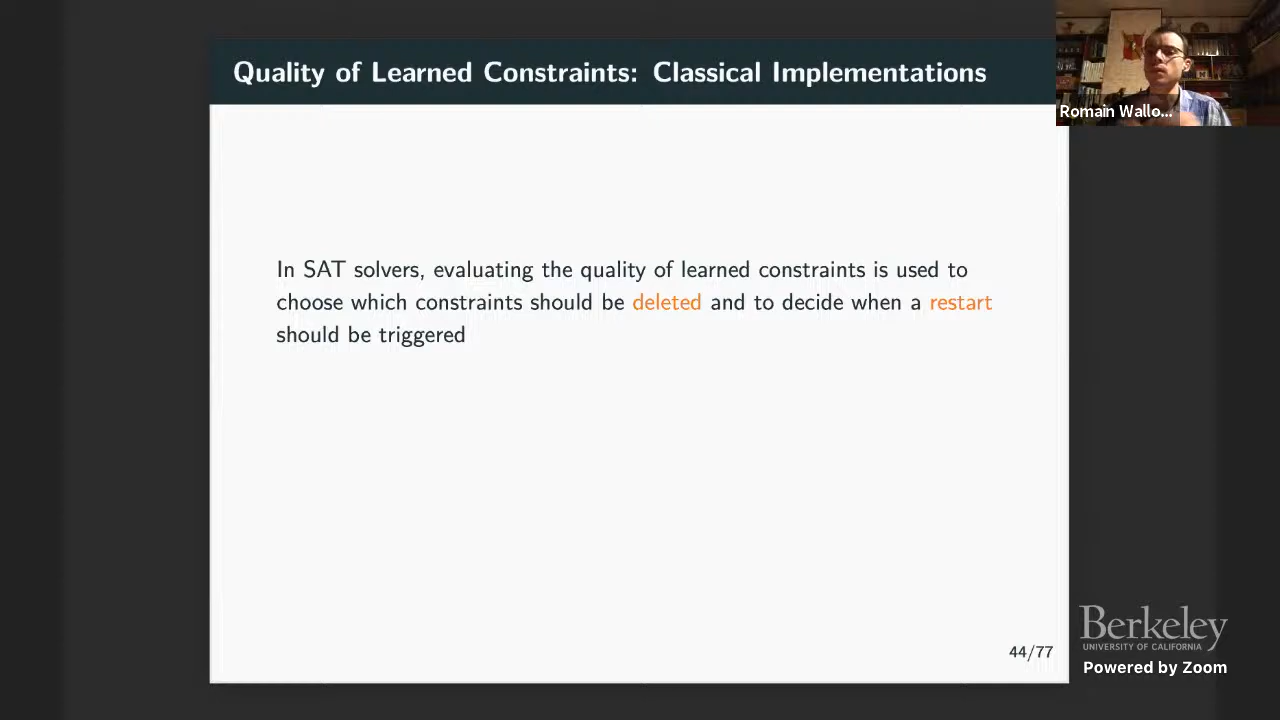 Quality of Learned Constraints: Classical Implementations
Romain Wallo...
In SAT solvers, evaluating the quality of learned constraints is used to
choose which constraints should be deleted and to decide when a restart
should be triggered
44/77
Berkeley
UNIVERSITY OF CALIFORNIA
Powered by Zoom